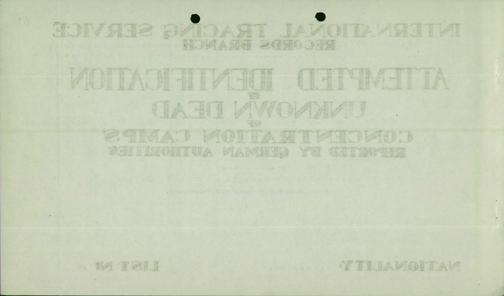 INTERNATIONAL TRACING SERVICE
RECORDS BRANCH
ATTEMPTED IDENTIFICATION
OF
UNKNOWN DEAD
OF
CONCENTRATION CAMPS
REPORTED BY GERMAN AUTHORITIES
NATIONALITY LIST Nº